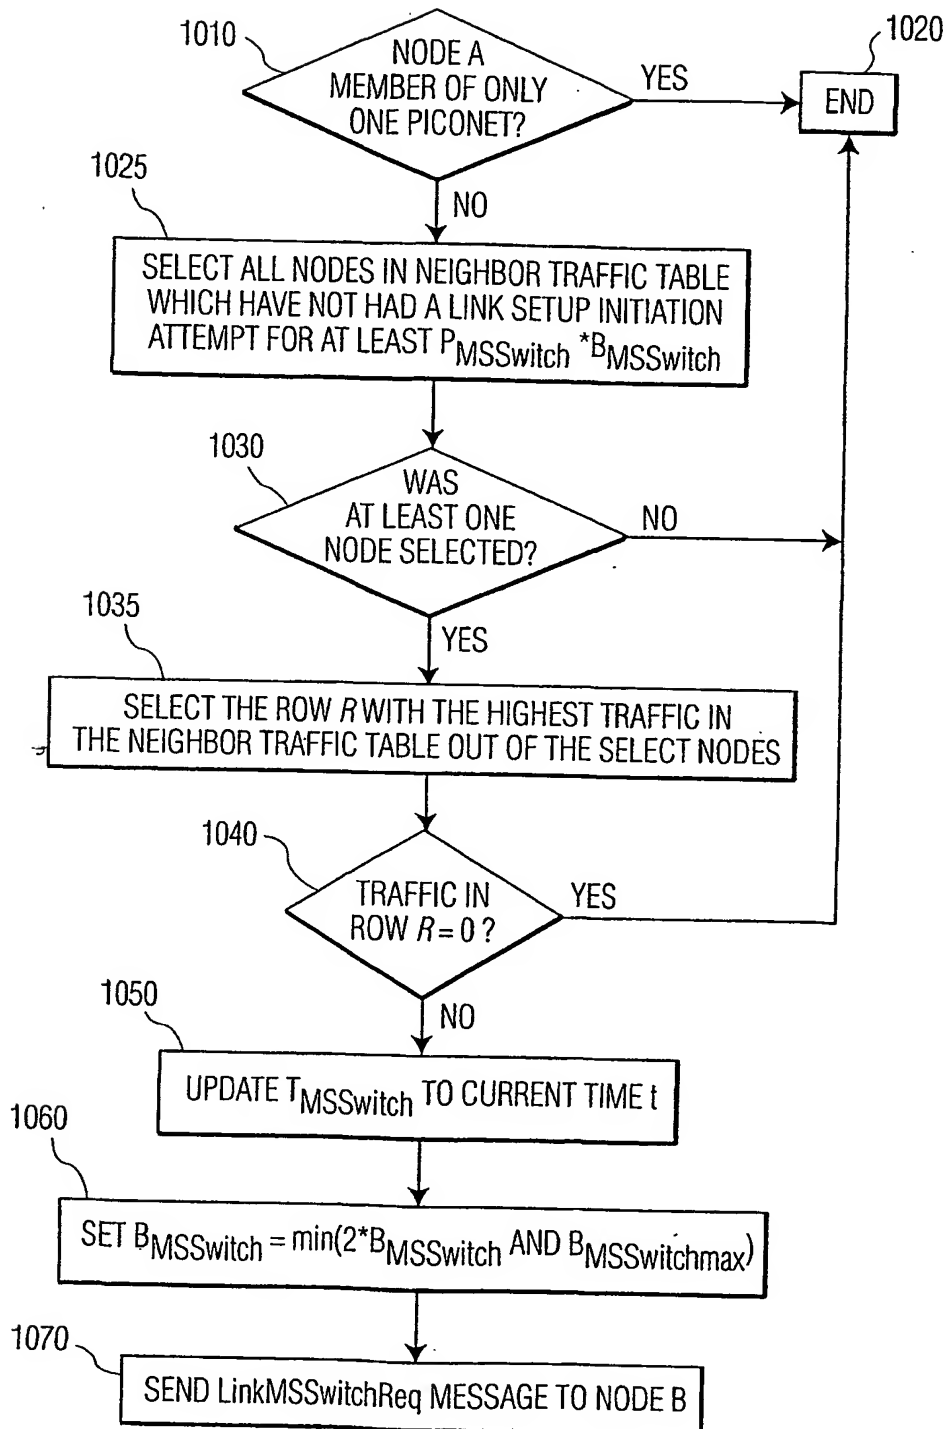 1010
NODE A
MEMBER OF ONLY
ONE PICONET?
YES
1020
END
NO
1025
SELECT ALL NODES IN NEIGHBOR TRAFFIC TABLE
WHICH HAVE NOT HAD A LINK SETUP INITIATION
ATTEMPT FOR AT LEAST PMSSwitch *BMSSwitch
1030
WAS
AT LEAST ONE
NODE SELECTED?
NO
YES
1035
SELECT THE ROW R WITH THE HIGHEST TRAFFIC IN
THE NEIGHBOR TRAFFIC TABLE OUT OF THE SELECT NODES
1040
TRAFFIC IN
ROW R = 0 ?
YES
NO
1050
UPDATE TMSSwitch TO CURRENT TIME t
1060
SET BMSSwitch = min(2*BMSSwitch AND BMSSwitchmax)
1070
SEND LinkMSSwitchReq MESSAGE TO NODE B